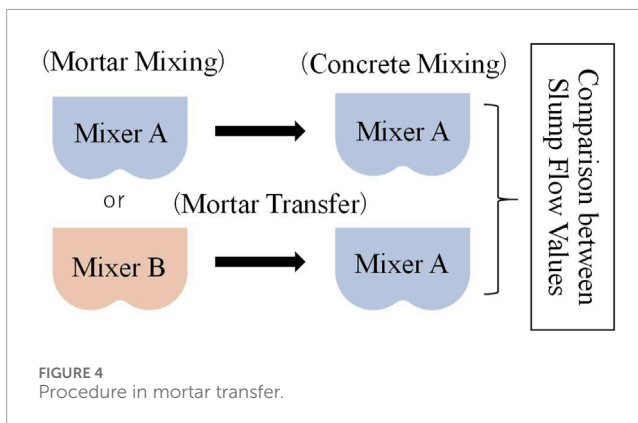 (Mortar Mixing)
(Concrete Mixing)
Mixer A
Mixer A
or
(Mortar Transfer)
Mixer B
Mixer A
Comparison between
Slump Flow Values
FIGURE 4
Procedure in mortar transfer.